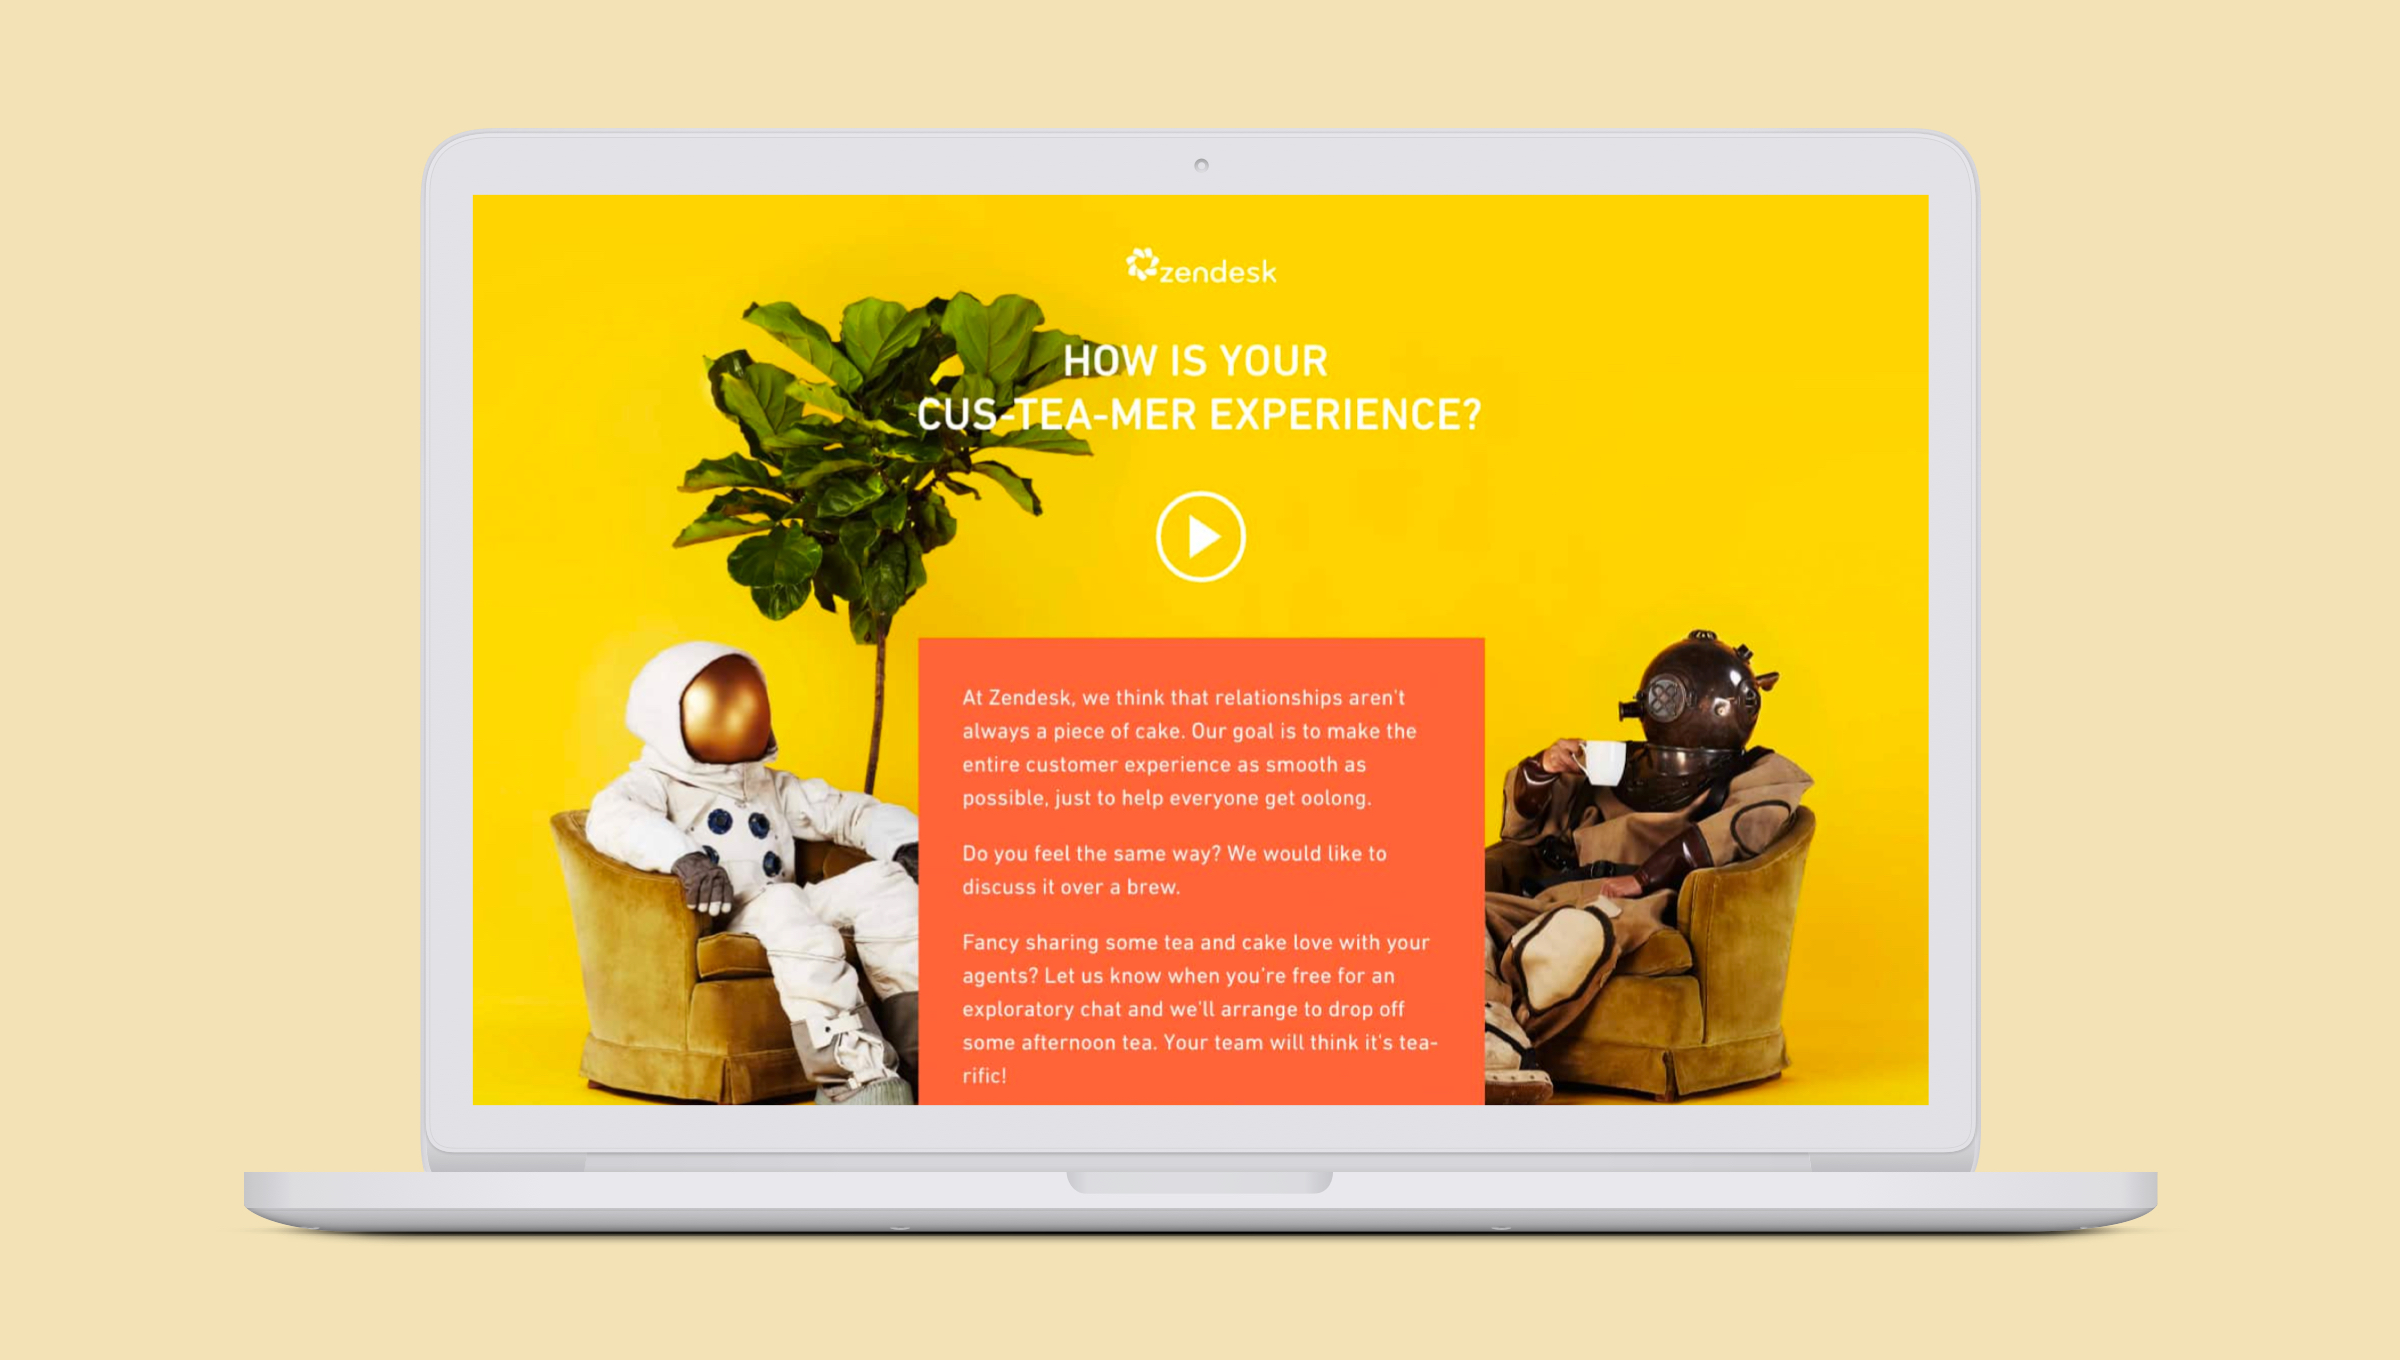 zendesk
HOW IS YOUR
CUS-TEA-MER EXPERIENCE?
At Zendesk, we think that relationships aren't
always a piece of cake. Our goal is to make the
entire customer experience as smooth as
possible, just to help everyone get oolong.
Do you feel the same way? We would like to
discuss it over a brew.
Fancy sharing some tea and cake love with your
agents? Let us know when you're free for an
exploratory chat and we'll arrange to drop off
some afternoon tea. Your team will think it's tea-
rific!